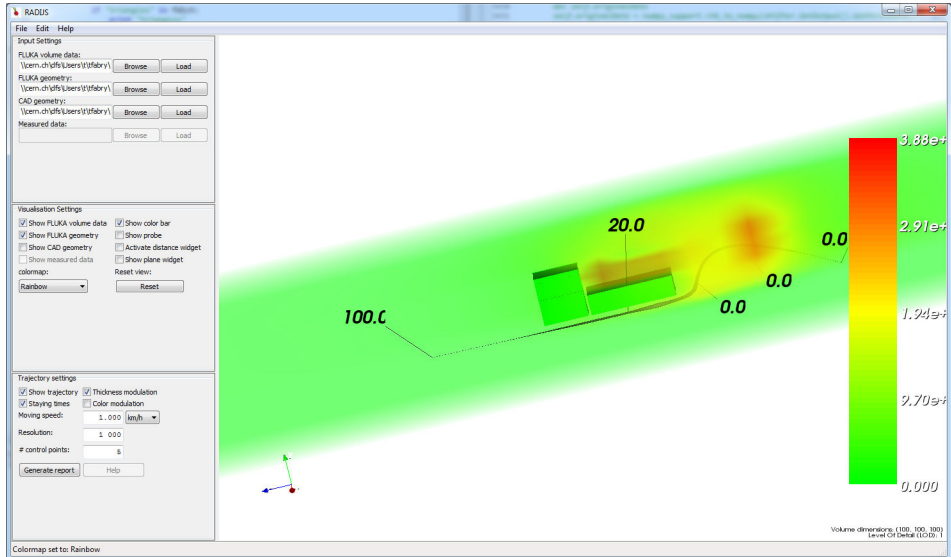 RADIJS
File Edit Help
Input Settings
FLUKA volume data:
\\cern.ch\dfs\Users\t\tfabry\ Browse Load
FLUKA geometry:
\\cern.ch\dfs\Users\t\tfabry\ Browse Load
CAD geometry:
\\cern.ch\dfs\Users\t\tfabry\ Browse Load
Measured data:
Browse Load
Visualisation Settings
Show FLUKA volume data Show color bar
Show FLUKA geometry Show probe
Show CAD geometry Activate distance widget
Show measured data Show plane widget
colormap: Reset view:
Rainbow Reset
Trajectory settings
Show trajectory Thickness modulation
Staying times Color modulation
Moving speed: 1.000 km/h
Resolution: 1 000
# control points: 5
Generate report Help
3.88e+
2.91e+
1.94e+
9.70e+
0.000
20.0
0.0
0.0
0.0
100.0
Volume dimensions: (100, 100, 100)
Level Of Detail (LOD): 1
Colormap set to: Rainbow